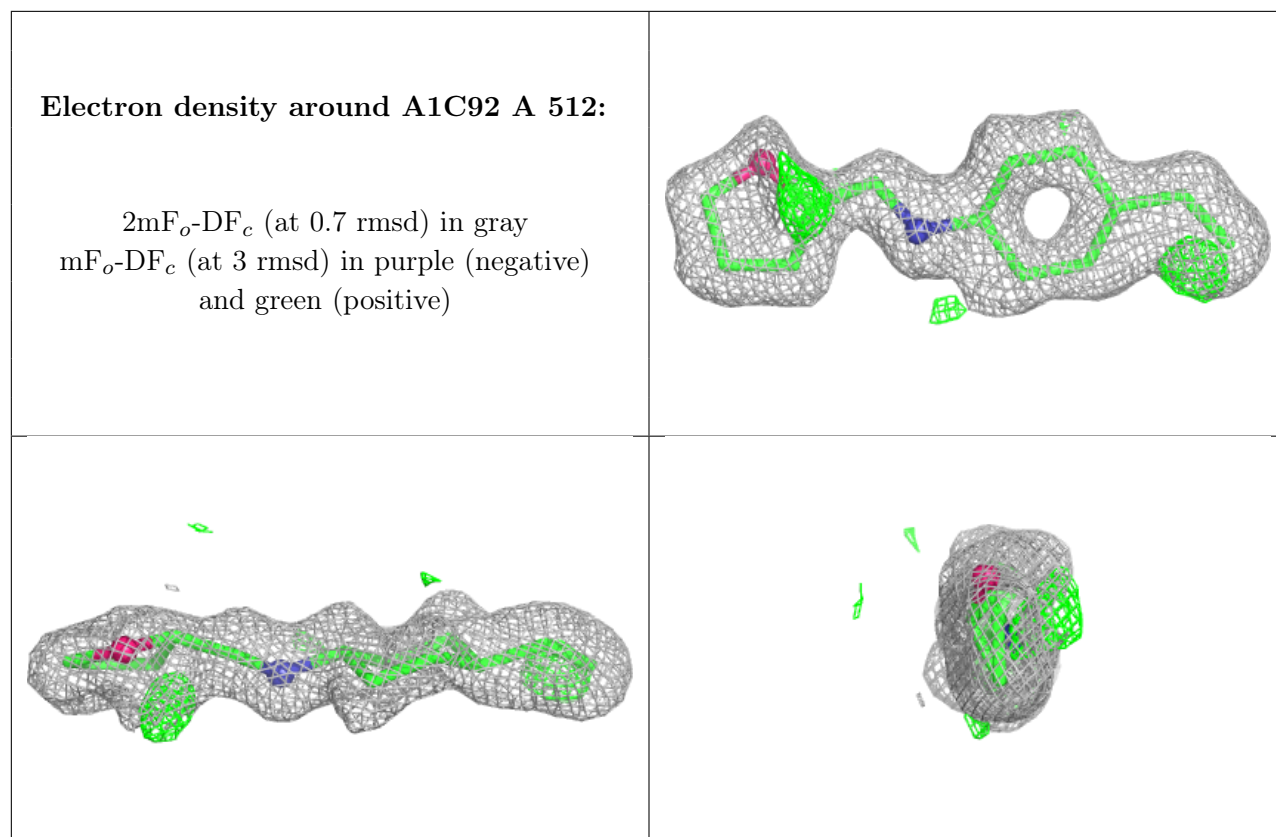 Electron density around A1C92 A 512:
2mFo-DFc (at 0.7 rmsd) in gray
mFo-DFc (at 3 rmsd) in purple (negative)
and green (positive)